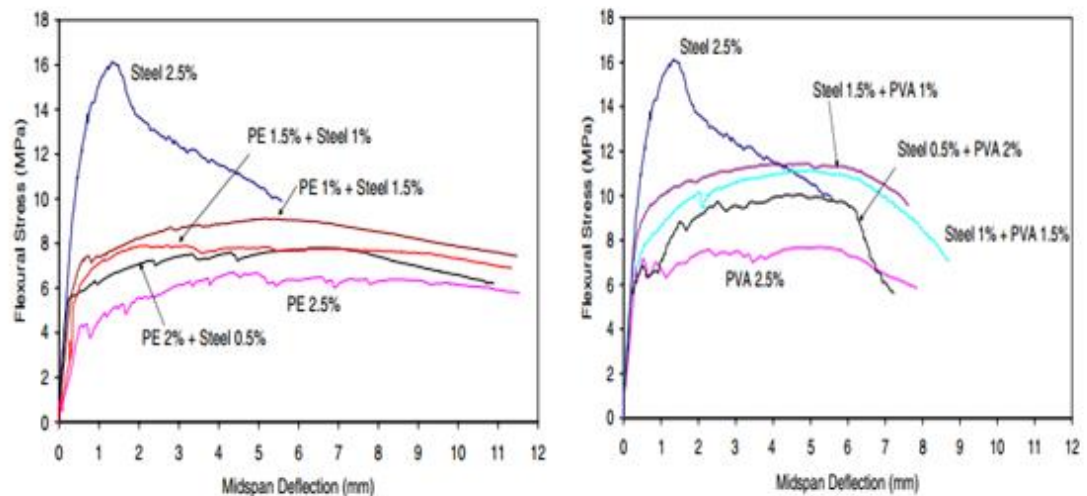 18
16
14
12
10
8
6
4
2
0
Flexural Stress (MPa)
Steel 2.5%
PE 1.5% + Steel 1%
PE 1% + Steel 1.5%
PE 2.5%
PE 2% + Steel 0.5%
0 1 2 3 4 5 6 7 8 9 10 11 12
Midspan Deflection (mm)
18
16
14
12
10
8
6
4
2
0
Flexural Stress (MPa)
Steel 2.5%
Steel 1.5% + PVA 1%
Steel 0.5% + PVA 2%
Steel 1% + PVA 1.5%
PVA 2.5%
0 1 2 3 4 5 6 7 8 9 10 11 12
Midspan Deflection (mm)